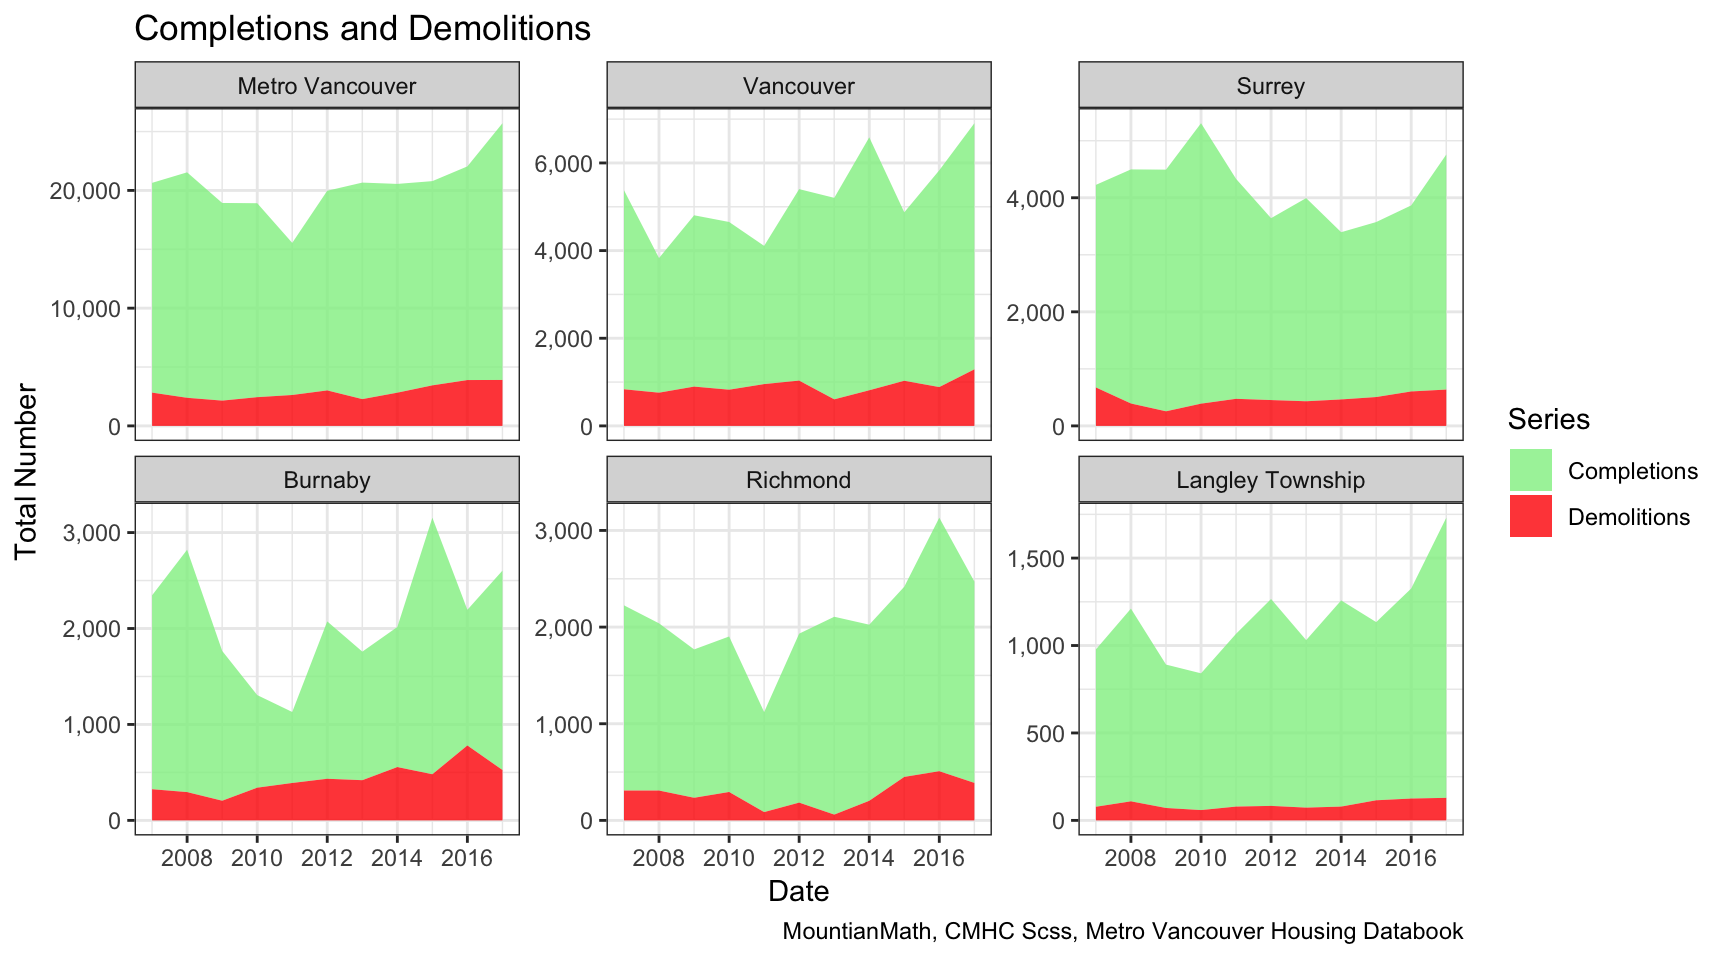 Completions and Demolitions
Metro Vancouver
Vancouver
Surrey
20,000
10,000
0
6,000
4,000
2,000
0
4,000
2,000
0
Total Number
Burnaby
Richmond
Langley Township
3,000
2,000
1,000
0
3,000
2,000
1,000
0
1,500
1,000
500
0
2008 2010 2012 2014 2016
2008 2010 2012 2014 2016
2008 2010 2012 2014 2016
Date
Series
Completions
Demolitions
MountianMath, CMHC Scss, Metro Vancouver Housing Databook